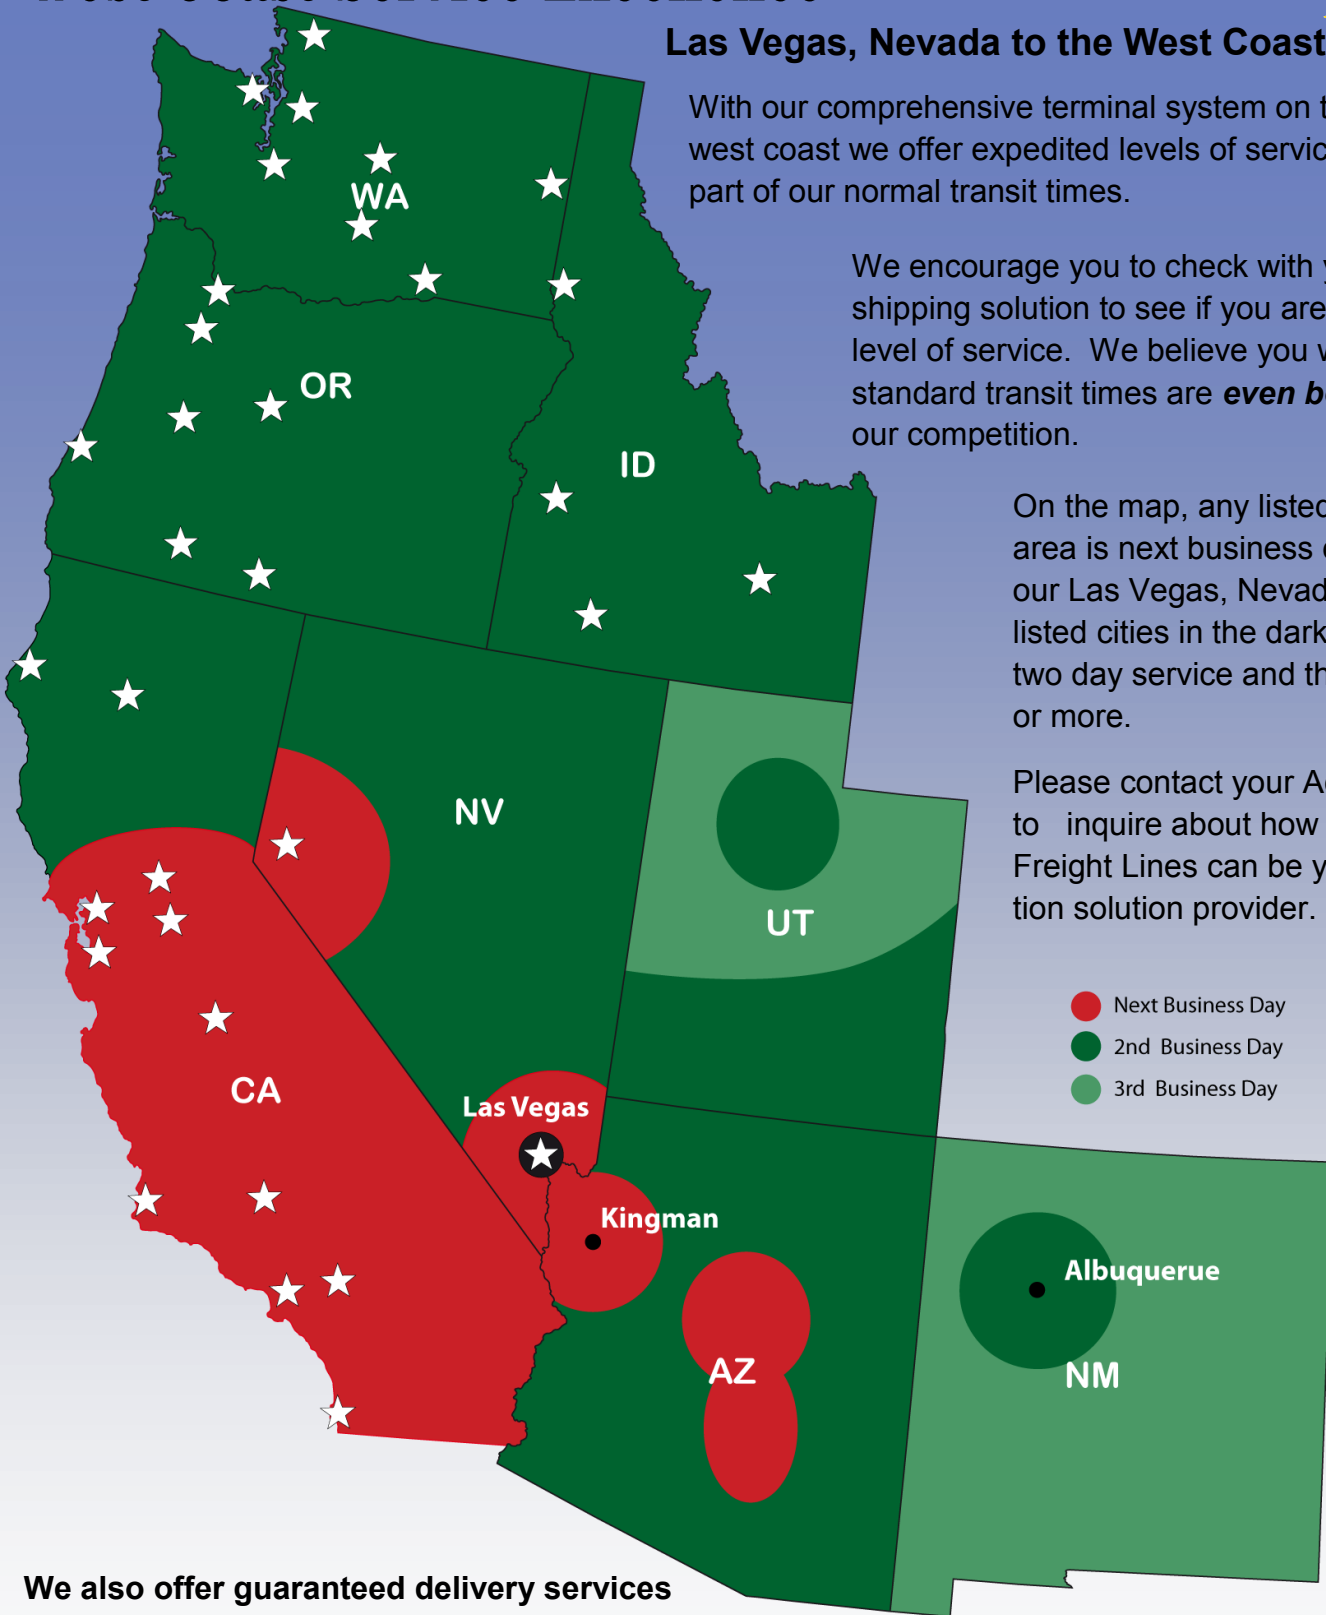 Las Vegas, Nevada to the West Coast
With our comprehensive terminal system on
west coast we offer expedited levels of
part of our normal transit times.
We encourage you to check with
shipping solution to see if you are
level of service.  We believe you
standard transit times are even
our competition.
On the map, any listed
area is next business
our Las Vegas,
listed cities in the dark
two day service and
or more.
Please contact your
to   inquire about how
Freight Lines can be
tion solution provider.
WA
OR
ID
NV
UT
Next Business Day
2nd  Business Day
3rd  Business Day
CA
Las Vegas
Kingman
Albuquerue
AZ
NM
We also offer guaranteed delivery services